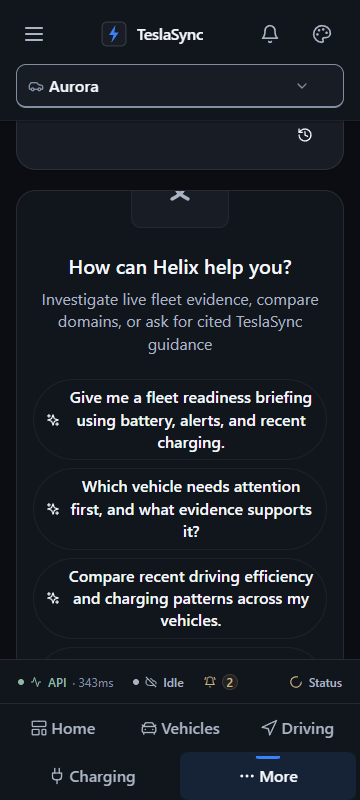 TeslaSync
Aurora
How can Helix help you?
Investigate live fleet evidence, compare
domains, or ask for cited TeslaSync
guidance
Give me a fleet readiness briefing
using battery, alerts, and recent
charging.
Which vehicle needs attention
first, and what evidence supports
it?
Compare recent driving efficiency
and charging patterns across my
vehicles.
API · 343ms Idle 2 Status
Home Vehicles Driving
Charging More